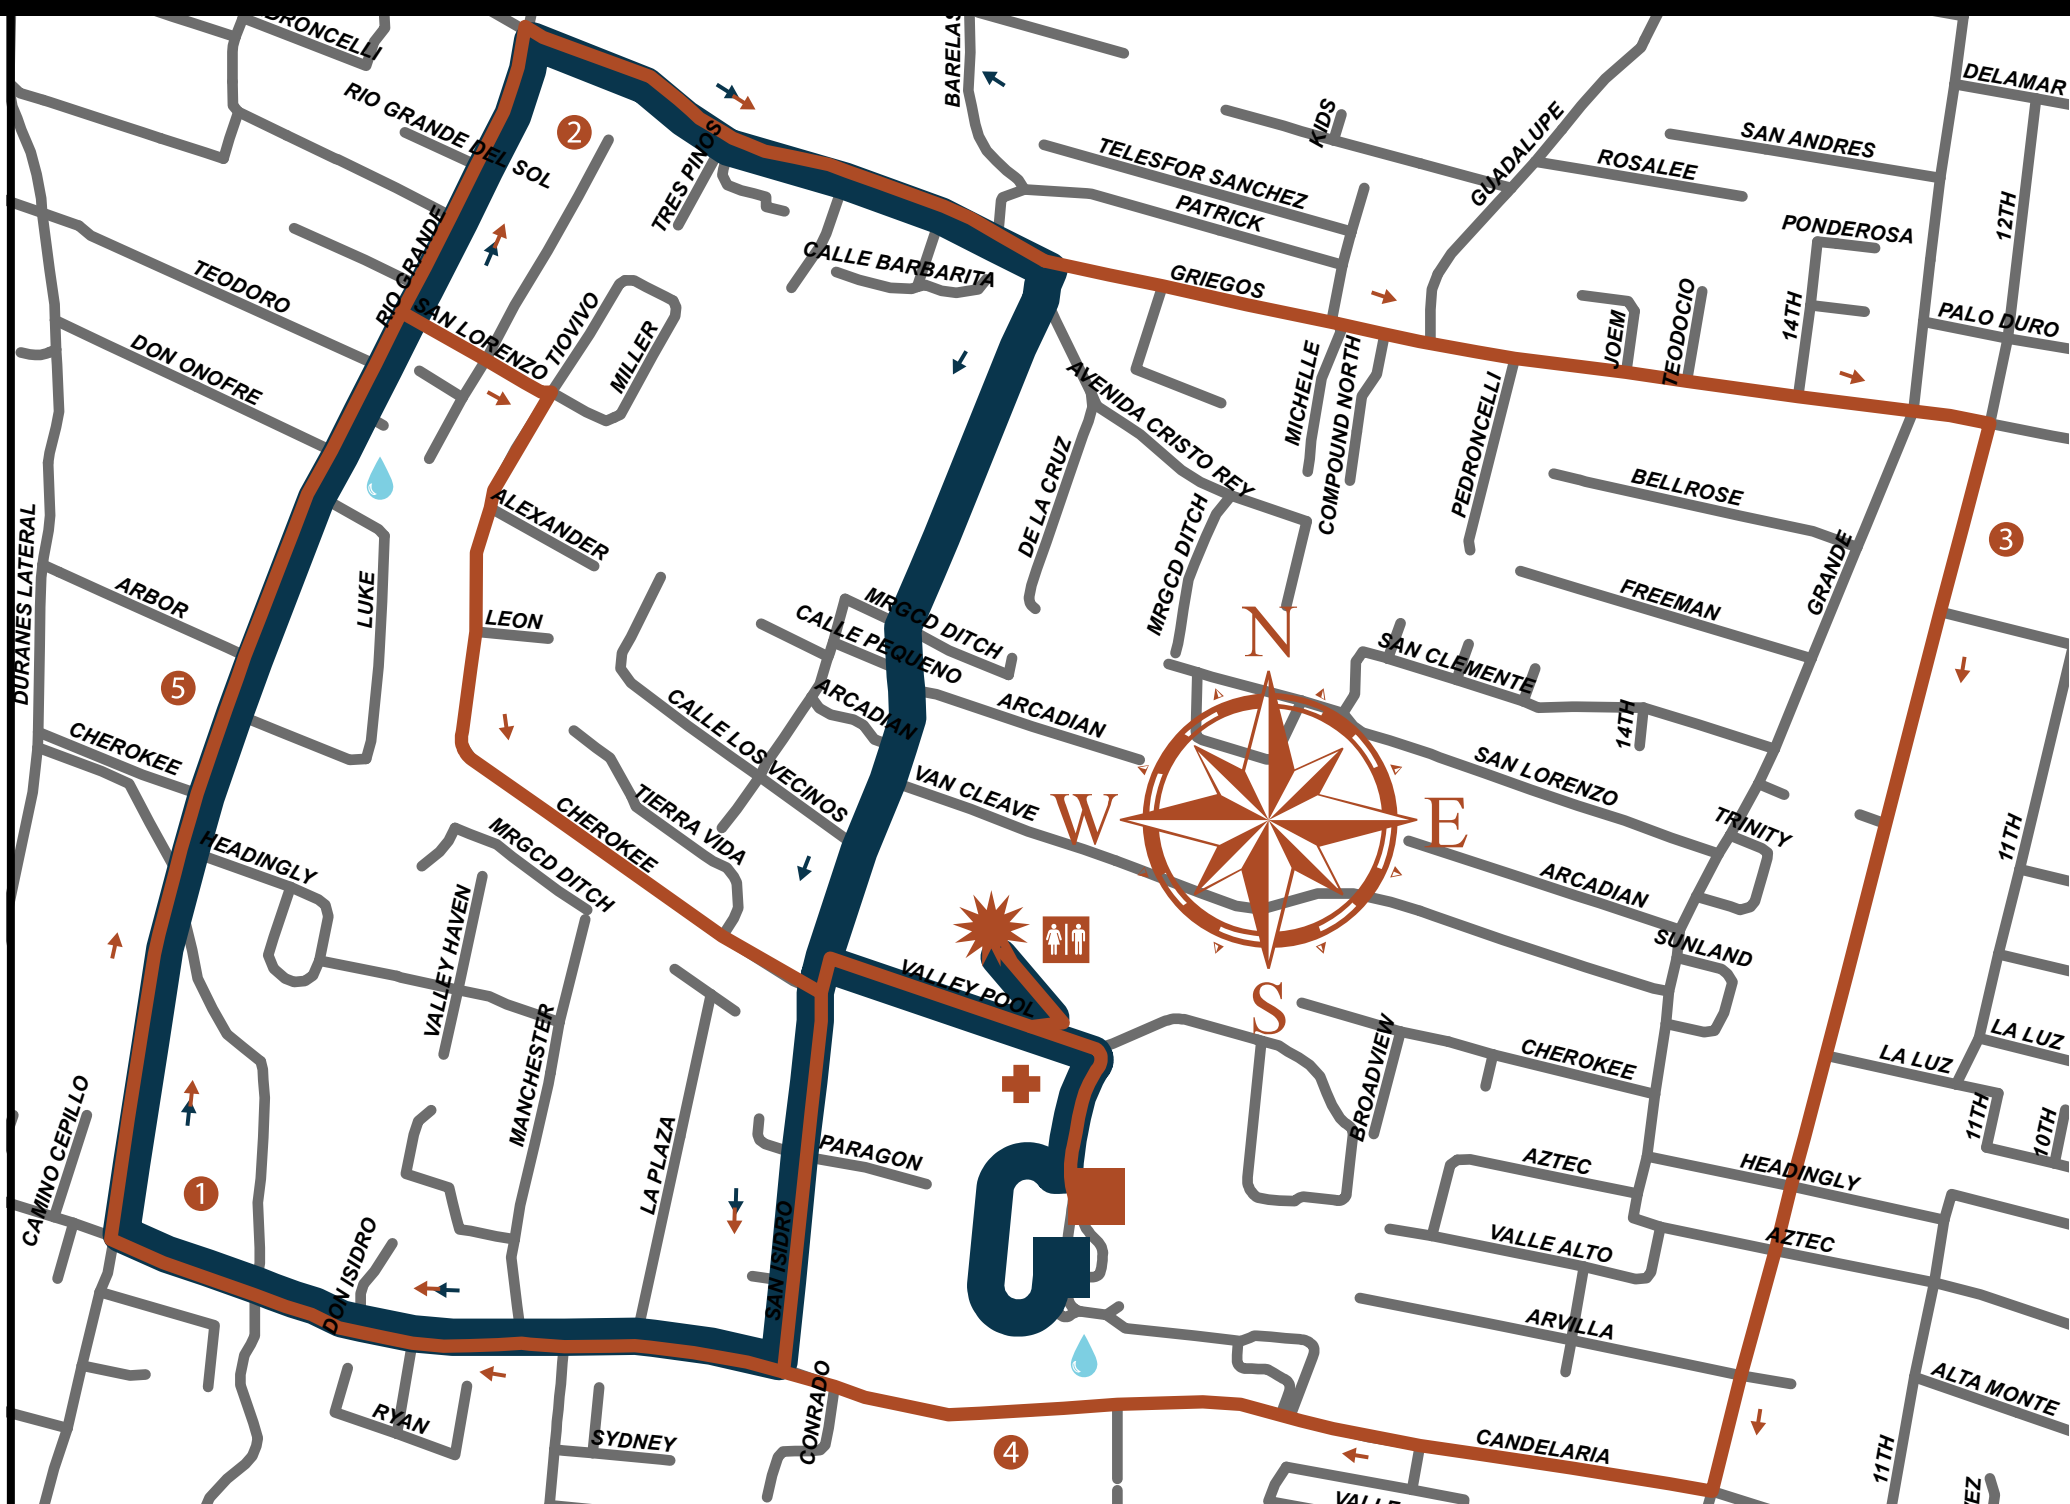 DRONCELLI
BARELAS
RIO GRANDE DEL SOL
2
TRES PINOS
KIDS
GUADALUPE
DELAMAR
SAN ANDRES
ROSALEE
TELESFOR SANCHEZ
PATRICK
12TH
PONDEROSA
RIO GRANDE
TEODORO
CALLE BARBARITA
GRIEGOS
SAN LORENZO
TIOVIVO
MILLER
JOEM
TEODOCIO
14TH
PALO DURO
DON ONOFRE
AVENIDA CRISTO REY
MICHELLE
COMPOUND NORTH
PEDRONCELLI
DE LA CRUZ
BELLROSE
ALEXANDER
MRGCD DITCH
3
DURANES LATERAL
ARBOR
LUKE
LEON
MRGCD DITCH
CALLE PEQUENO
N
GRANDE
FREEMAN
SAN CLEMENTE
5
ARCADIAN
ARCADIAN
14TH
CALLE LOS VECINOS
CHEROKEE
SAN LORENZO
VAN CLEAVE
TIERRA VIDA
W
E
TRINITY
11TH
CHEROKEE
HEADINGLY
MRGCD DITCH
ARCADIAN
VALLEY HAVEN
SUNLAND
VALLEY POOL
S
MANCHESTER
BROADVIEW
CHEROKEE
LA LUZ
LA LUZ
CAMINO CEPILLO
11TH
10TH
LA PLAZA
PARAGON
AZTEC
HEADINGLY
1
VALLE ALTO
AZTEC
DON ISIDRO
SAN ISIDRO
ARVILLA
CONRADO
ALTA MONTE
RYAN
SYDNEY
4
CANDELARIA
11TH
VALLE
EZ